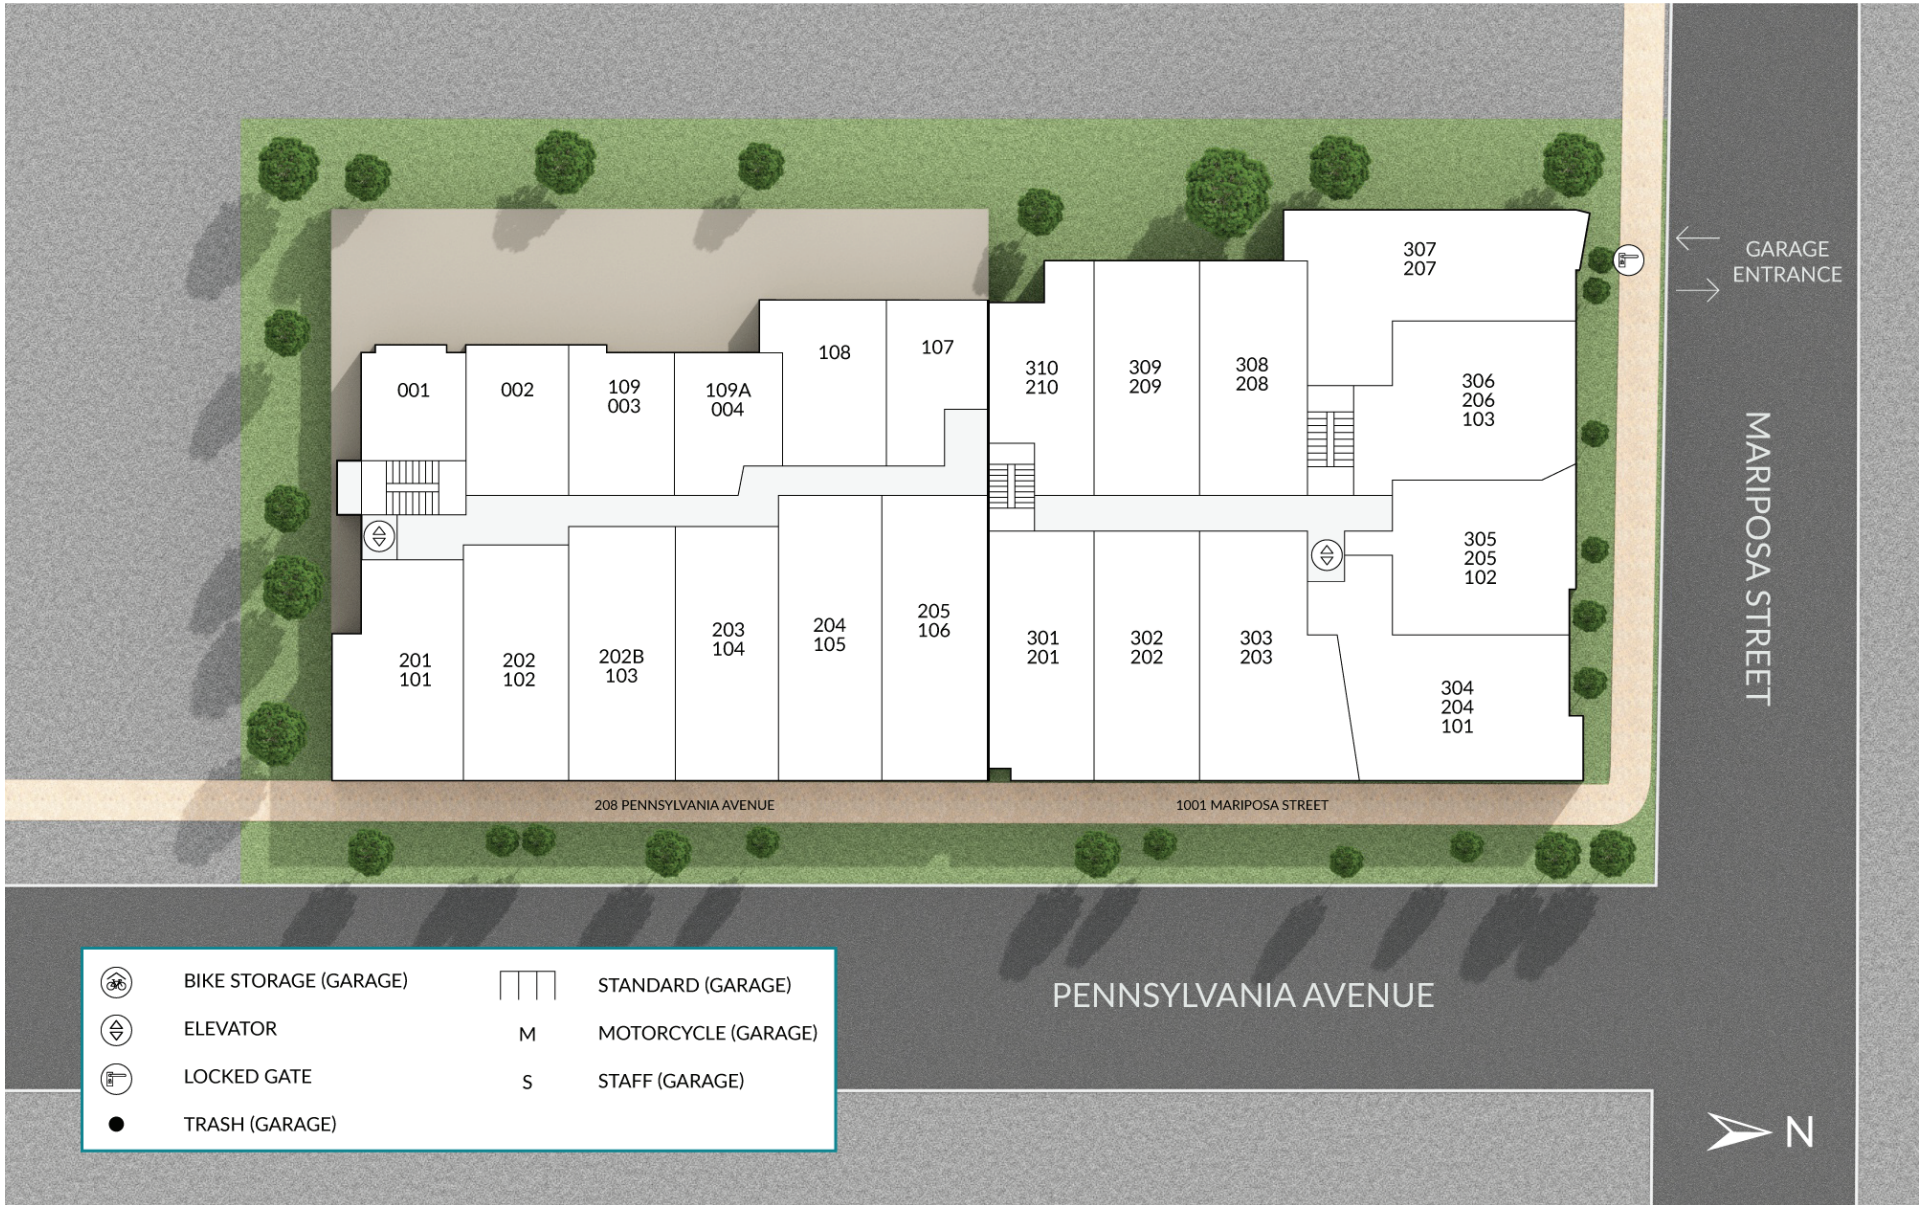 307
207
GARAGE
ENTRANCE
108
107
310
210
309
209
308
208
306
206
103
001
002
109
003
109A
004
MARIPOSA STREET
305
205
102
201
101
202
102
202B
103
203
104
204
105
205
106
301
201
302
202
303
203
304
204
101
208 PENNSYLVANIA AVENUE
1001 MARIPOSA STREET
PENNSYLVANIA AVENUE
BIKE STORAGE (GARAGE)
ELEVATOR
LOCKED GATE
TRASH (GARAGE)
STANDARD (GARAGE)
M MOTORCYCLE (GARAGE)
S STAFF (GARAGE)
N